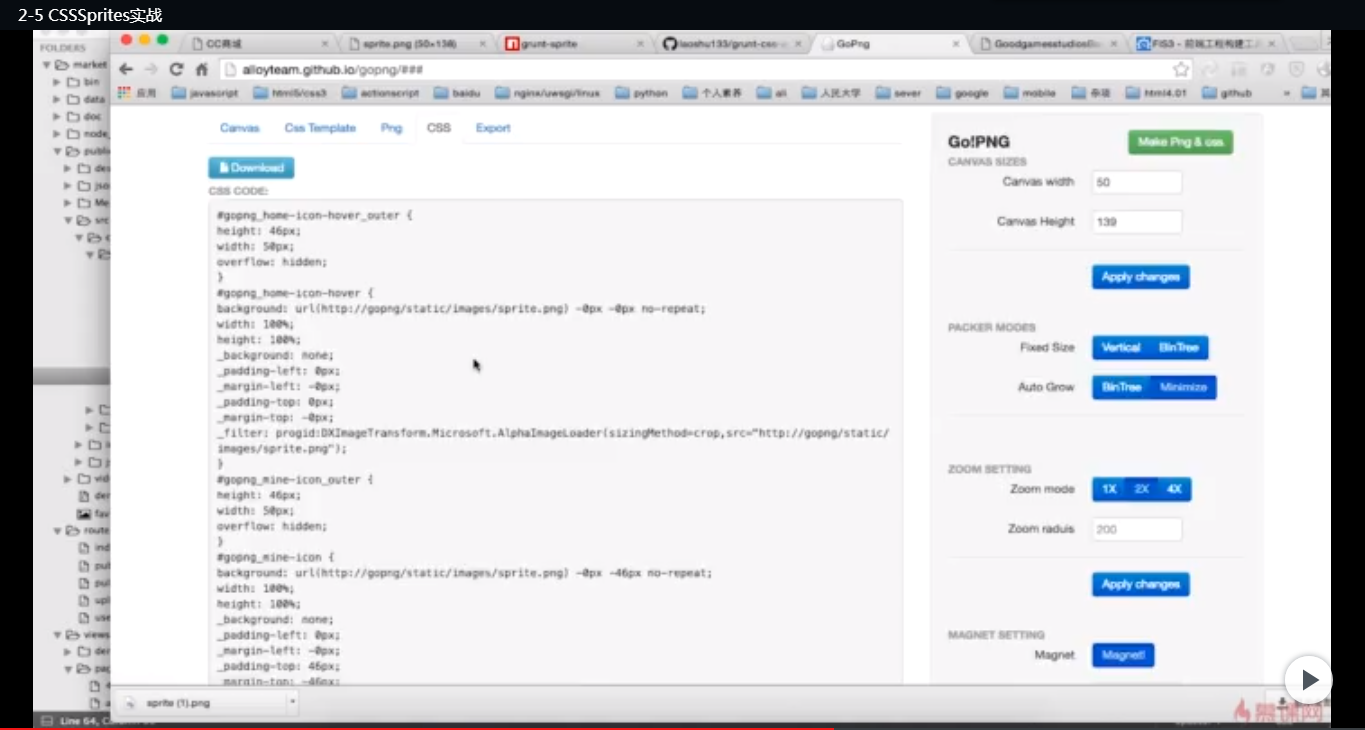 2-5 CSSSprites实战
FOLDERS
market
bin
data
doc
node_
public
des
json
Me
src
CC商城
sprite.png (50×138)
grunt-sprite
laoshu133/grunt-css-
GoPng
GoodgamesstudiosB
FIS3 - 前端工程构建工具
alloyteam.github.io/gopng/###
应用 javascript html5/css3 actionscript baidu nginx/uwsgi/linux python 个人素养 ali 人民大学 sever google mobile 杂项 html4.01 github
Canvas Css Template Png CSS Export
Download
CSS CODE:
#gopng_home-icon-hover_outer {
height: 46px;
width: 50px;
overflow: hidden;
}
#gopng_home-icon-hover {
background: url(http://gopng/static/images/sprite.png) -0px -0px no-repeat;
width: 100%;
height: 100%;
_background: none;
_padding-left: 0px;
_margin-left: -0px;
_padding-top: 0px;
_margin-top: -0px;
_filter: progid:DXImageTransform.Microsoft.AlphaImageLoader(sizingMethod=crop,src="http://gopng/static/
images/sprite.png");
}
#gopng_mine-icon_outer {
height: 46px;
width: 50px;
overflow: hidden;
}
#gopng_mine-icon {
background: url(http://gopng/static/images/sprite.png) -0px -46px no-repeat;
width: 100%;
height: 100%;
_background: none;
_padding-left: 0px;
_margin-left: -0px;
_padding-top: 46px;
_margin-top: -46px;
Go!PNG
Make Png & css
CANVAS SIZES
Canvas width 50
Canvas Height 139
Apply changes
PACKER MODES
Fixed Size Vertical BinTree
Auto Grow BinTree Minimize
ZOOM SETTING
Zoom mode 1X 2X 4X
Zoom raduis 200
Apply changes
MAGNET SETTING
Magnet Magnet!
vid
der
fav
route
ind
pub
upl
use
views
der
sprite (1).png
Line 64, C